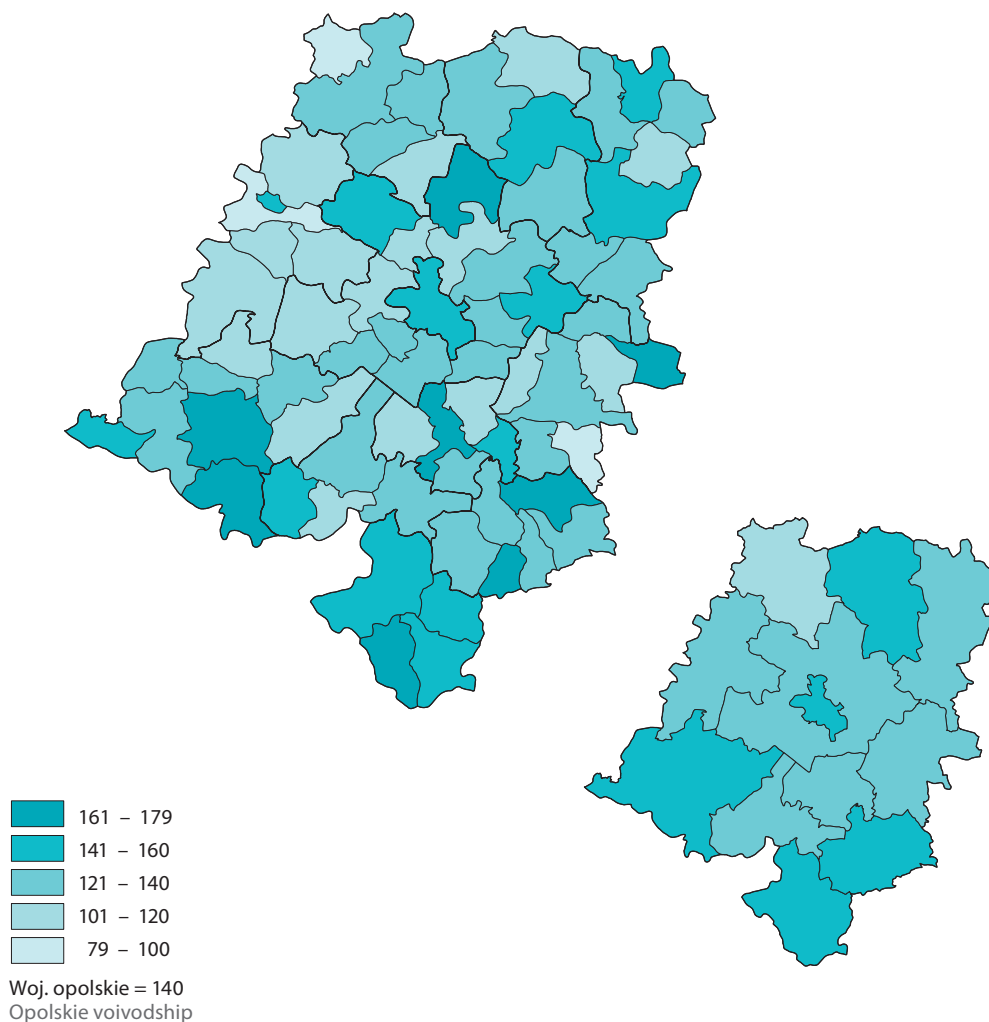 161 – 179
141 – 160
121 – 140
101 – 120
79 – 100
Woj. opolskie = 140
Opolskie voivodship